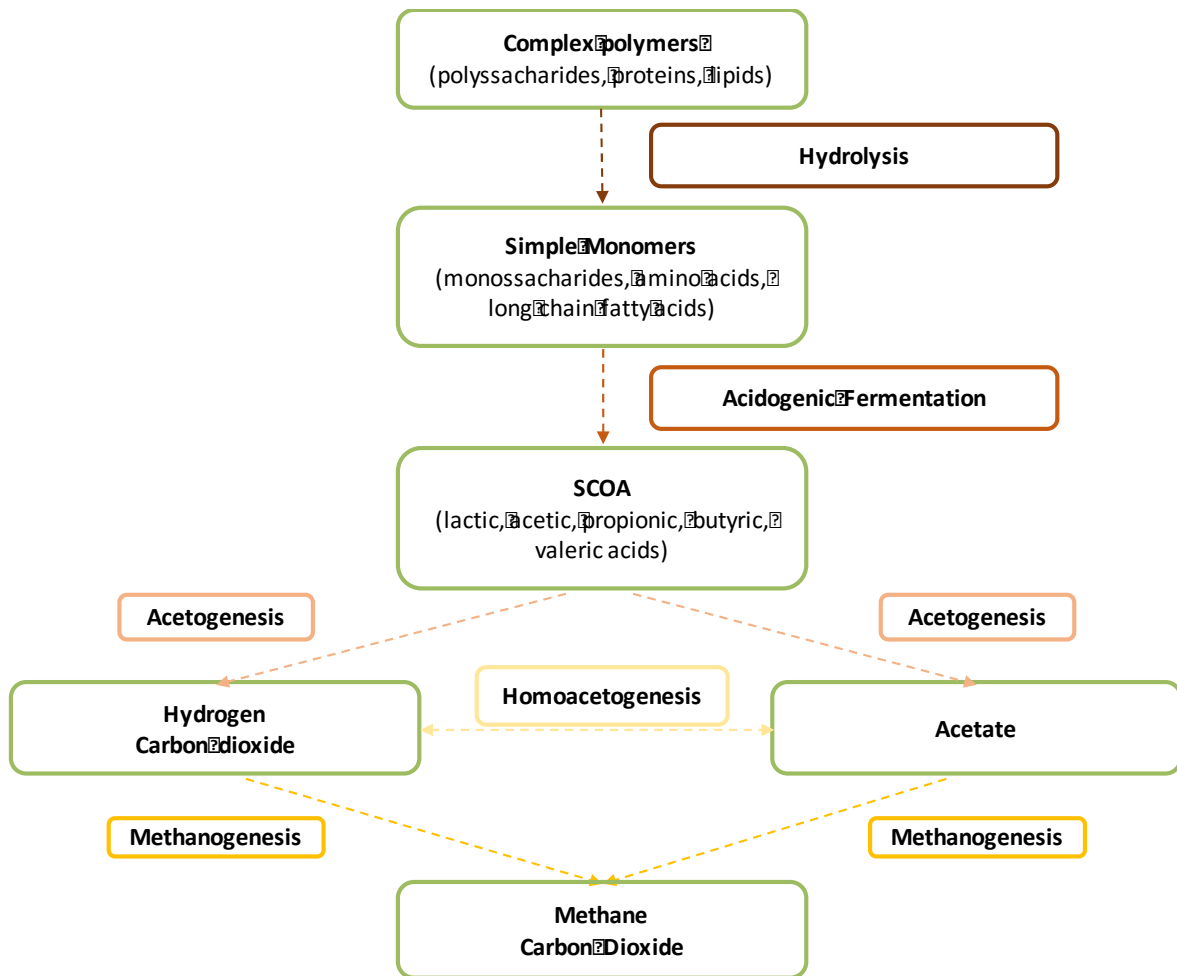 Complex polymers
(polyssacharides, proteins, lipids)
Hydrolysis
Simple Monomers
(monossacharides, amino acids,
long chain fatty acids)
Acidogenic Fermentation
SCOA
(lactic, acetic, propionic, butyric,
valeric acids)
Acetogenesis
Acetogenesis
Homoacetogenesis
Hydrogen
Carbon dioxide
Acetate
Methanogenesis
Methanogenesis
Methane
Carbon Dioxide